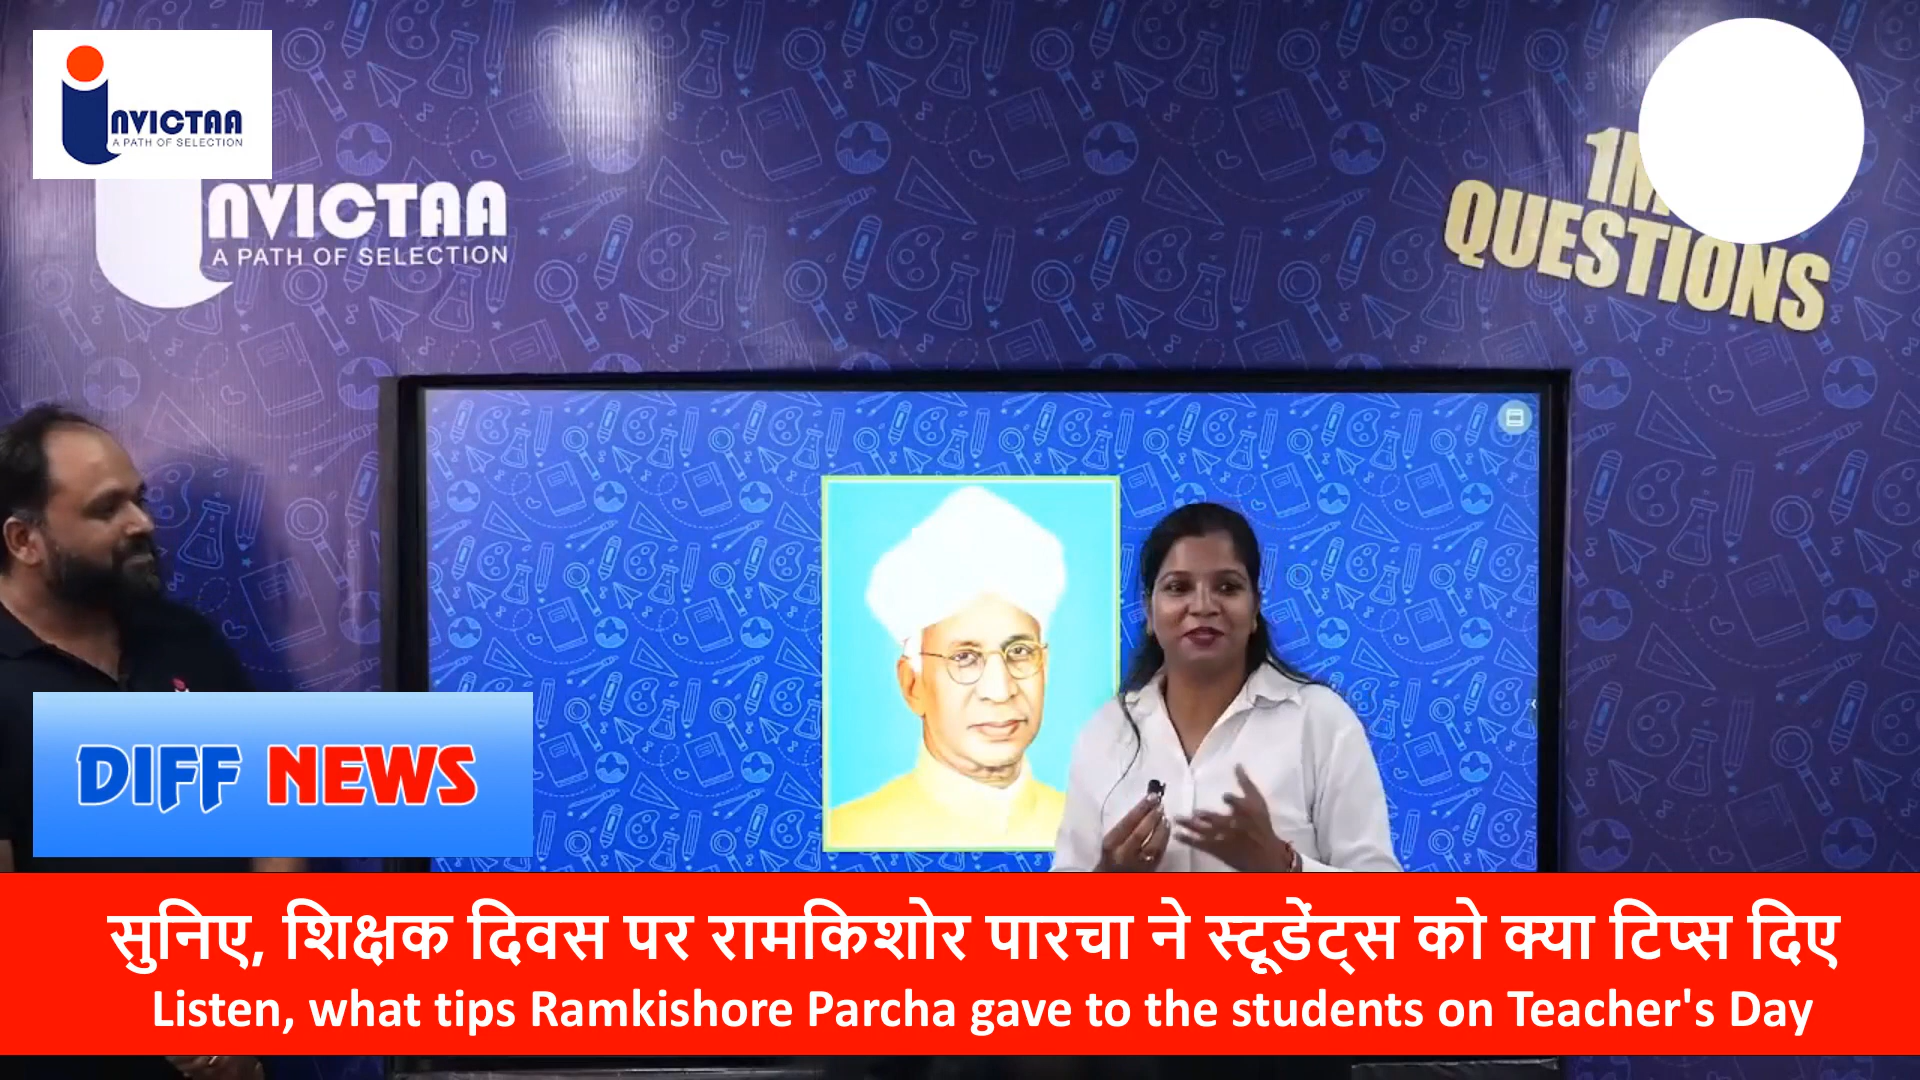 iNVICTAA
A PATH OF SELECTION
NVICTAA
A PATH OF SELECTION
QUESTIONS
DIFF NEWS
सुनिए, शिक्षक दिवस पर रामकिशोर पारचा ने स्टूडेंट्स को क्या टिप्स दिए
Listen, what tips Ramkishore Parcha gave to the students on Teacher's Day